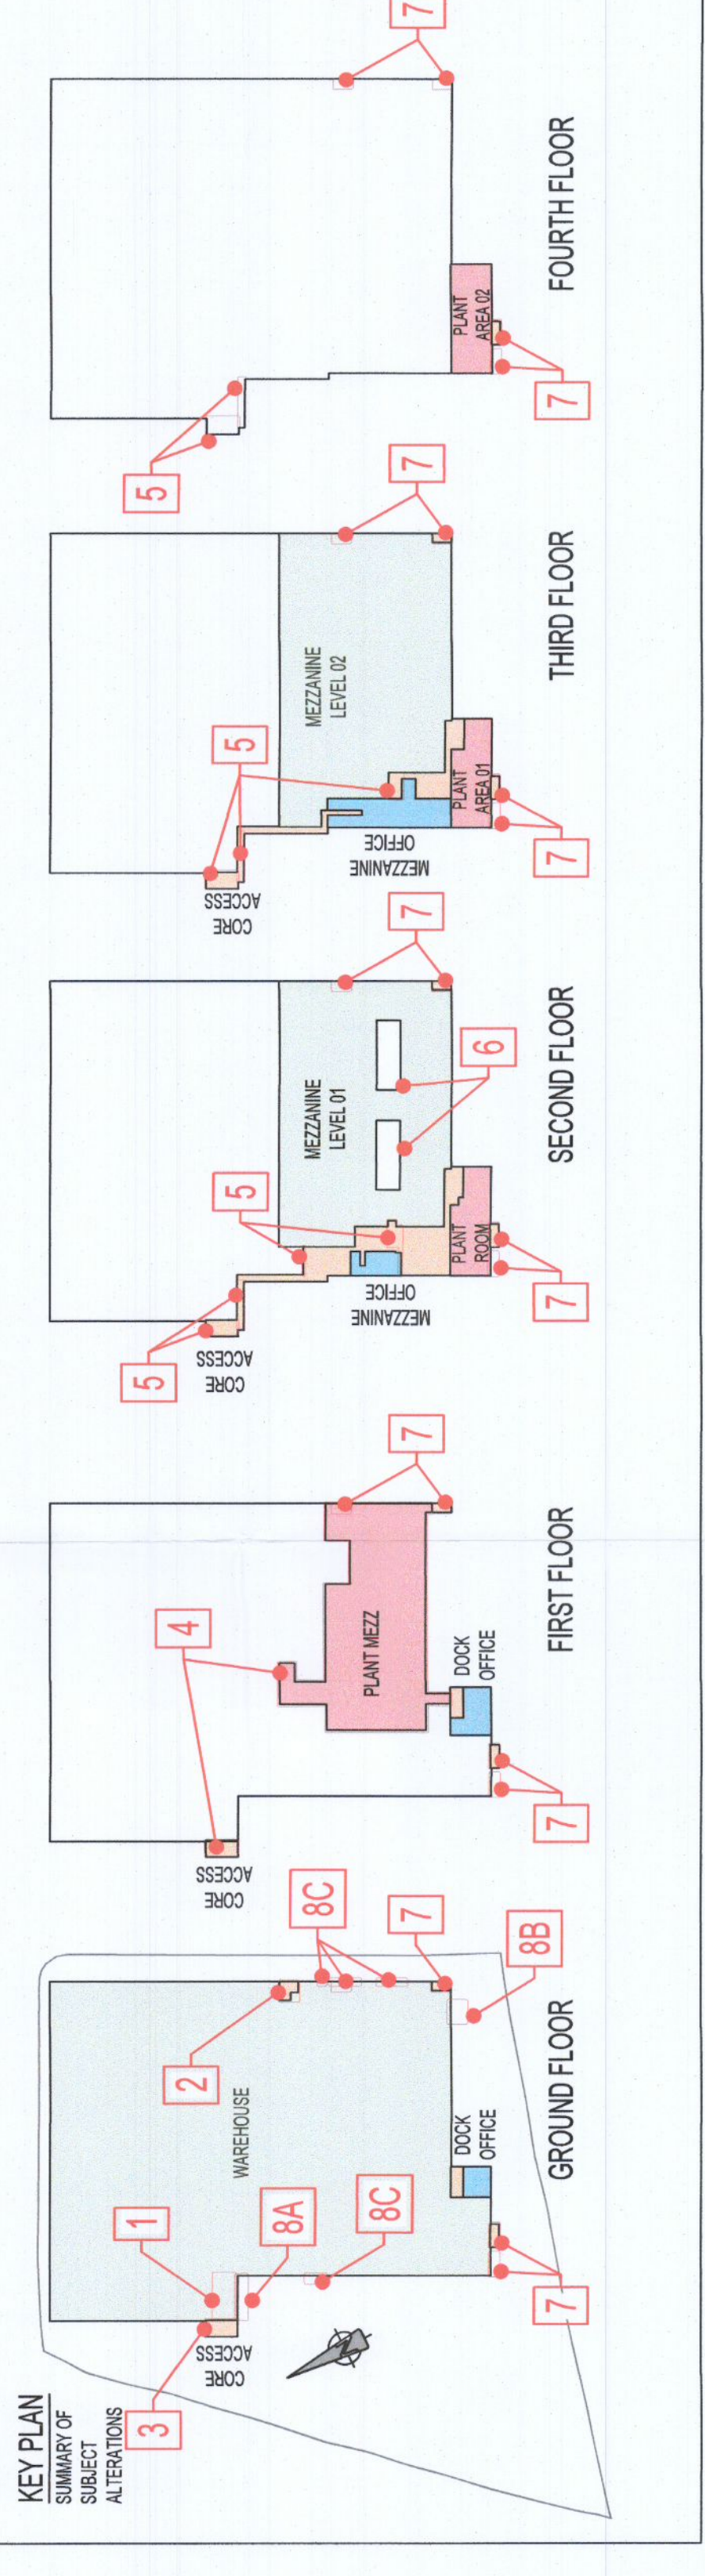 KEY PLAN
SUMMARY OF
SUBJECT
ALTERATIONS
3
1
8A
8C
2
8C
7
8B
7
ACCESS
CORE
WAREHOUSE
DOCK
OFFICE
GROUND FLOOR
4
7
7
ACCESS
CORE
PLANT MEZZ
DOCK
OFFICE
FIRST FLOOR
5
5
6
7
7
ACCESS
CORE
MEZZANINE
LEVEL 01
OFFICE
MEZZANINE
PLANT
ROOM
SECOND FLOOR
5
7
7
ACCESS
CORE
MEZZANINE
LEVEL 02
OFFICE
MEZZANINE
PLANT
AREA 01
THIRD FLOOR
5
7
7
PLANT
AREA 02
FOURTH FLOOR